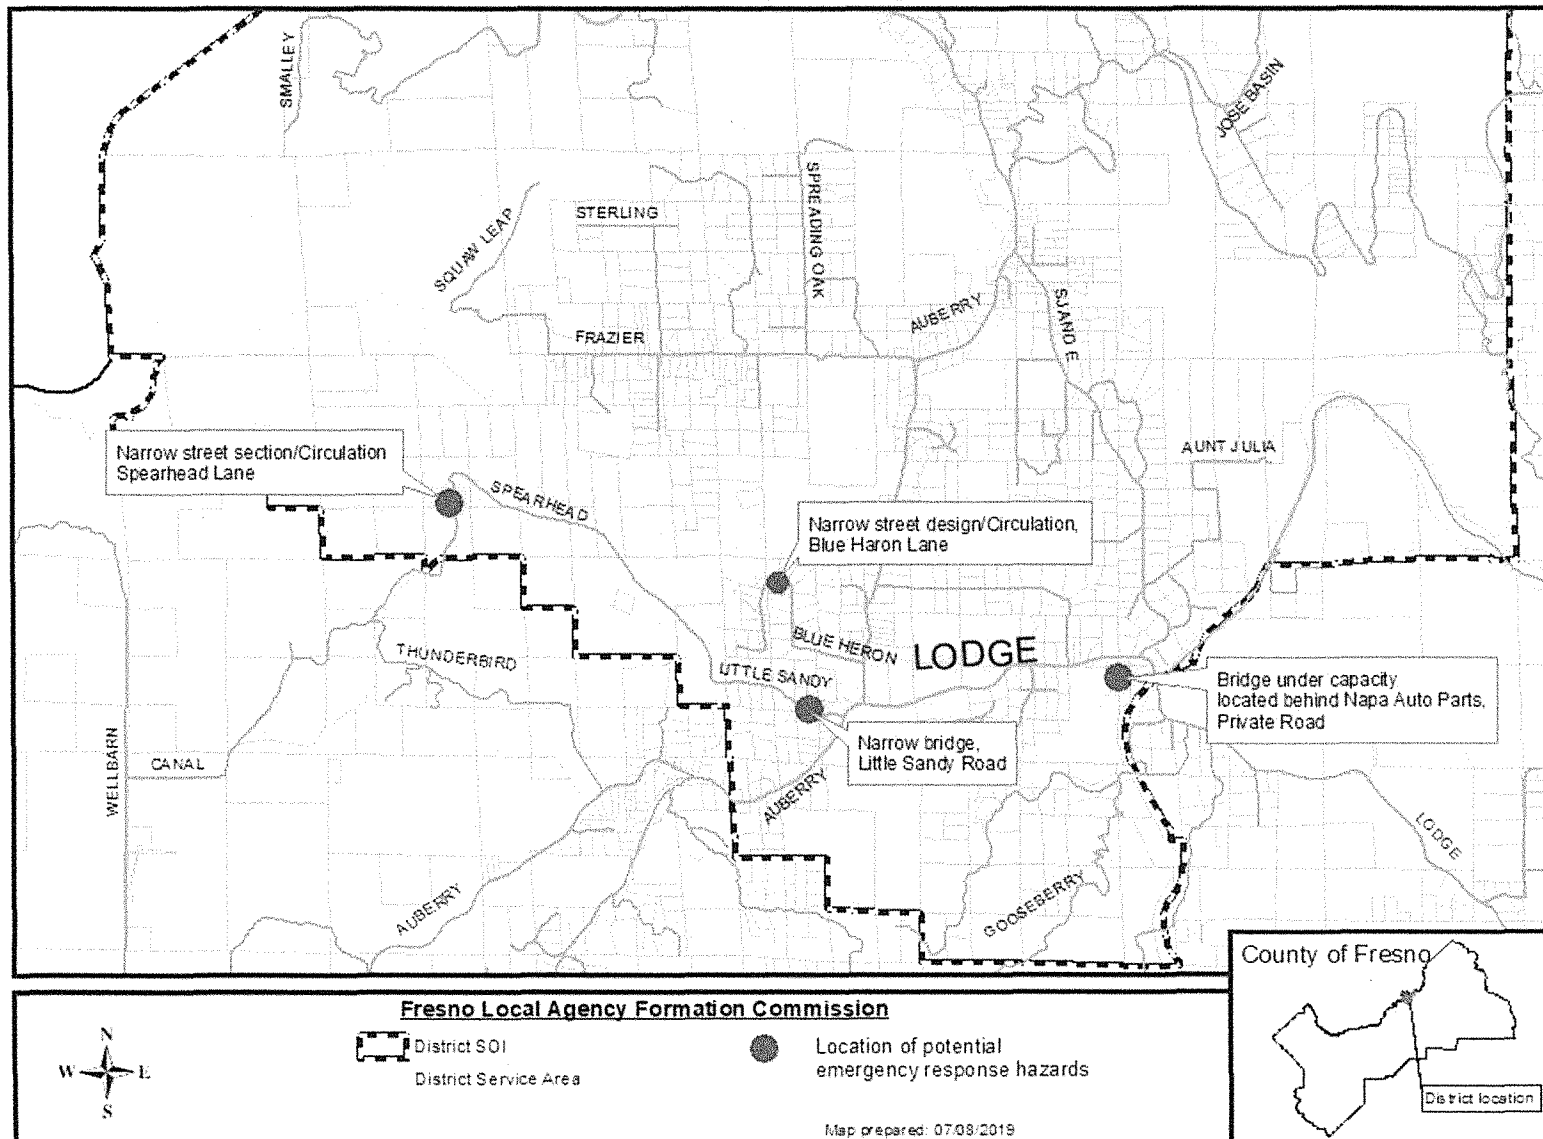 SMALLEY
JOSE BASIN
SPREADING OAK
STERLING
SQUAW LEAP
AUBERRY
SJANDE
FRAZIER
Narrow street section/Circulation
Spearhead Lane
AUNT JULIA
SPEARHEAD
Narrow street design/Circulation,
Blue Haron Lane
BLUE HERON
LODGE
THUNDERBIRD
LITTLE SANDY
Bridge under capacity
located behind Napa Auto Parts,
Private Road
Narrow bridge,
Little Sandy Road
WELLBARN
CANAL
AUBERRY
LODGE
AUBERRY
GOOSEBERRY
County of Fresno
District location
Fresno Local Agency Formation Commission
N
W
E
S
District SOI
District Service Area
Location of potential
emergency response hazards
Map prepared: 07/08/2019